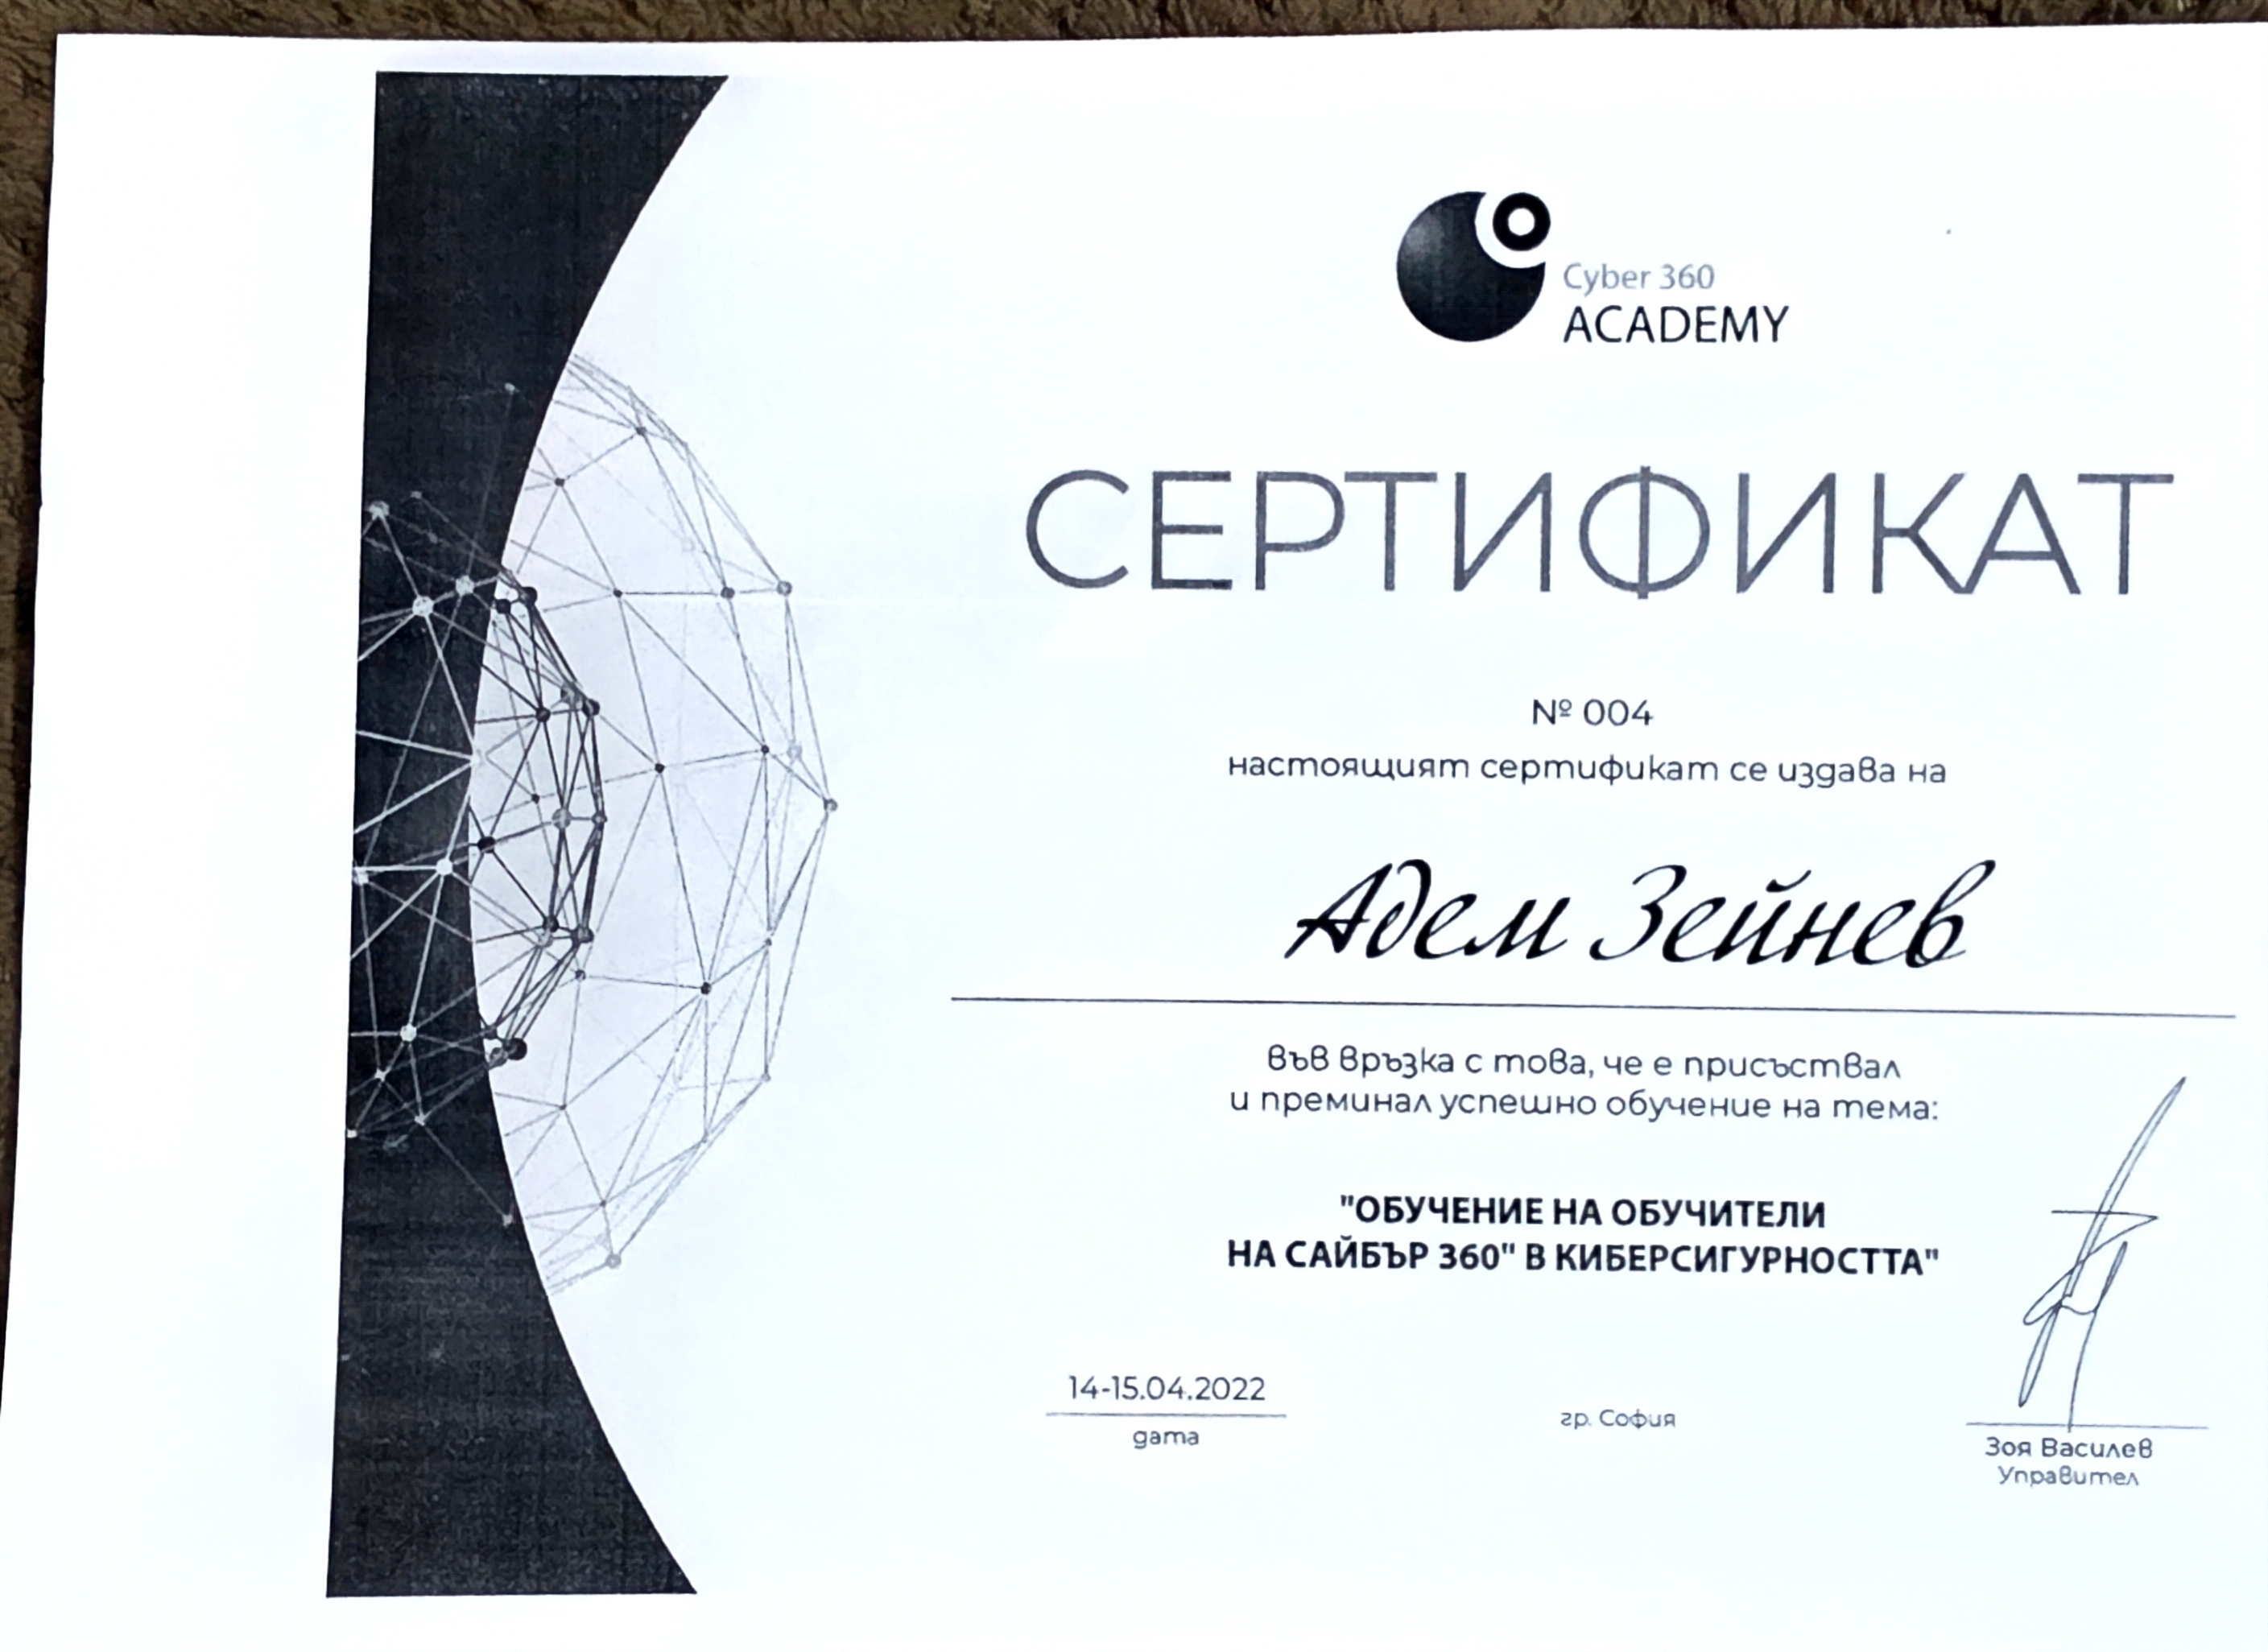 Cyber 360
ACADEMY
СЕРТИФИКАТ
№ 004
настоящият сертификат се издава на
Адем Зейнев
във връзка с това, че е присъствал
и преминал успешно обучение на тема:
"ОБУЧЕНИЕ НА ОБУЧИТЕЛИ
НА САЙБЪР 360" В КИБЕРСИГУРНОСТТА"
14-15.04.2022
дата
гр. София
Зоя Василев
Управител